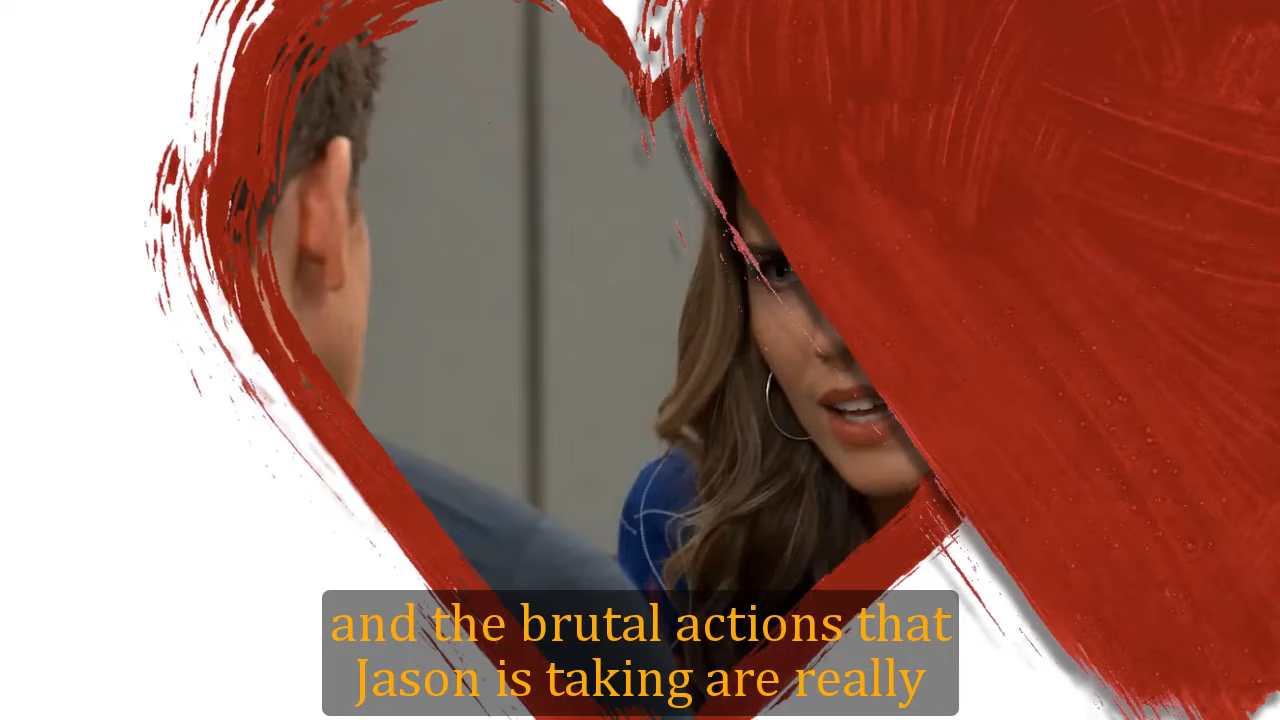 and the brutal actions that
Jason is taking are really